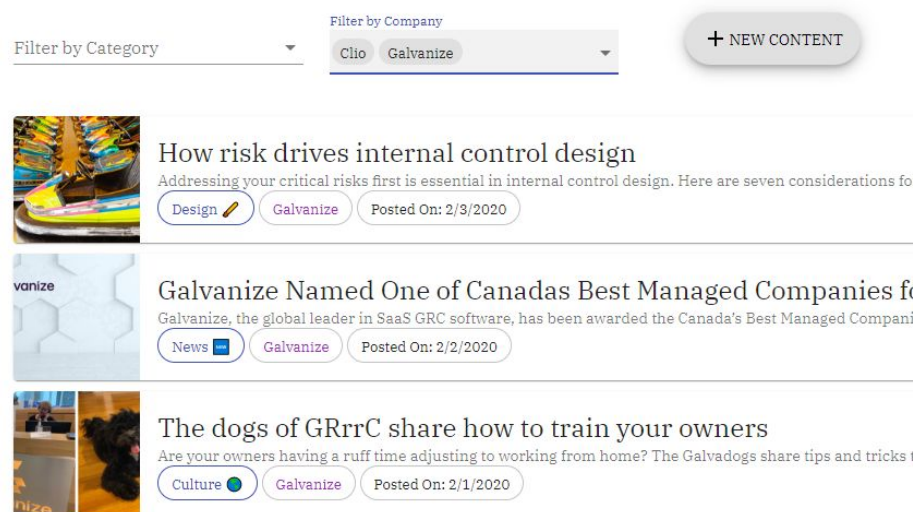 Filter by Company
Filter by Category
Clio Galvanize
+ NEW CONTENT
How risk drives internal control design
Addressing your critical risks first is essential in internal control design. Here are seven considerations fo
Design Galvanize Posted On: 2/3/2020
vanize
Galvanize Named One of Canadas Best Managed Companies fo
Galvanize, the global leader in SaaS GRC software, has been awarded the Canada's Best Managed Compani
News Galvanize Posted On: 2/2/2020
The dogs of GRrrC share how to train your owners
Are your owners having a ruff time adjusting to working from home? The Galvadogs share tips and tricks t
Culture Galvanize Posted On: 2/1/2020
nize